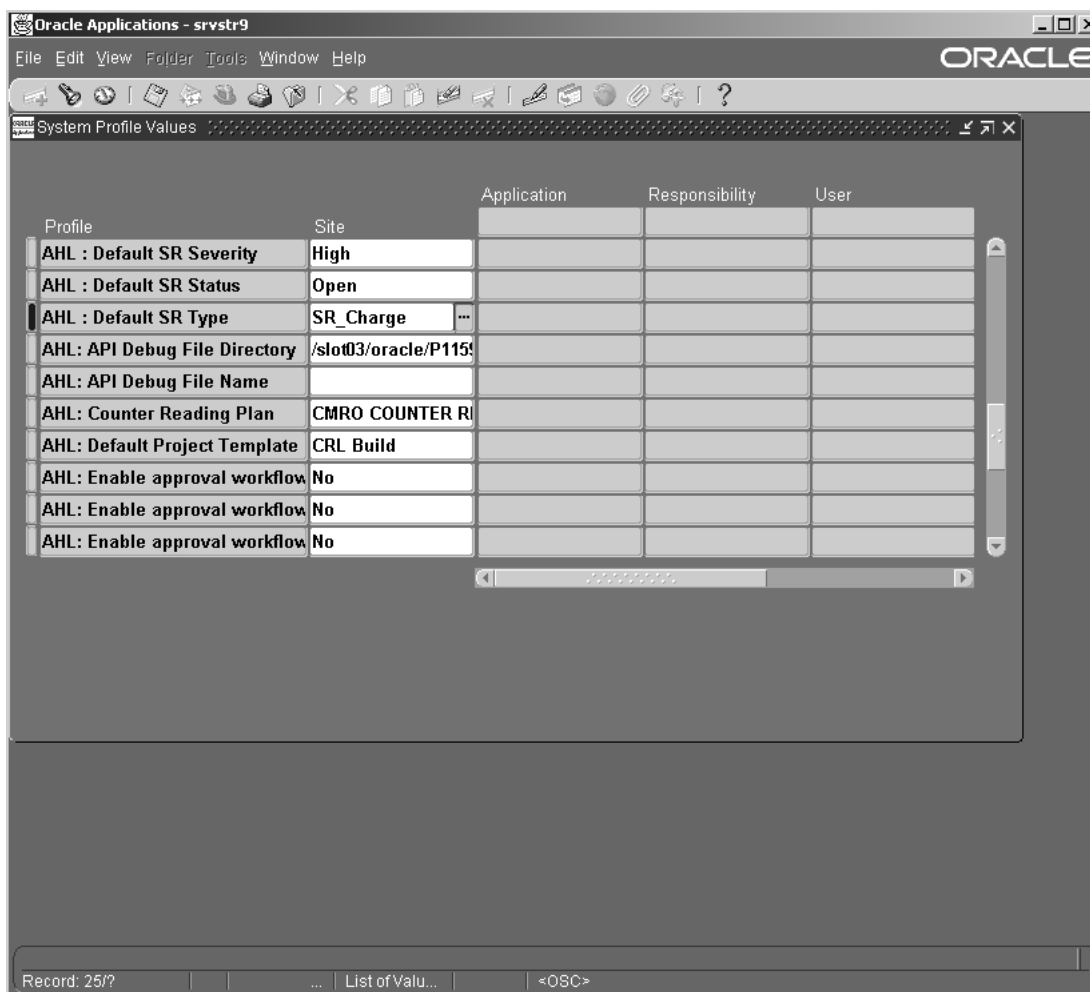 Oracle Applications - srvstr9
File Edit View Folder Tools Window Help
ORACLE
System Profile Values
Application Responsibility User
Profile Site
AHL : Default SR Severity High
AHL : Default SR Status Open
AHL : Default SR Type SR_Charge ...
AHL: API Debug File Directory /slot03/oracle/P115
AHL: API Debug File Name
AHL: Counter Reading Plan CMRO COUNTER R
AHL: Default Project Template CRL Build
AHL: Enable approval workflow No
AHL: Enable approval workflow No
AHL: Enable approval workflow No
Record: 25/? ... List of Valu... <OSC>